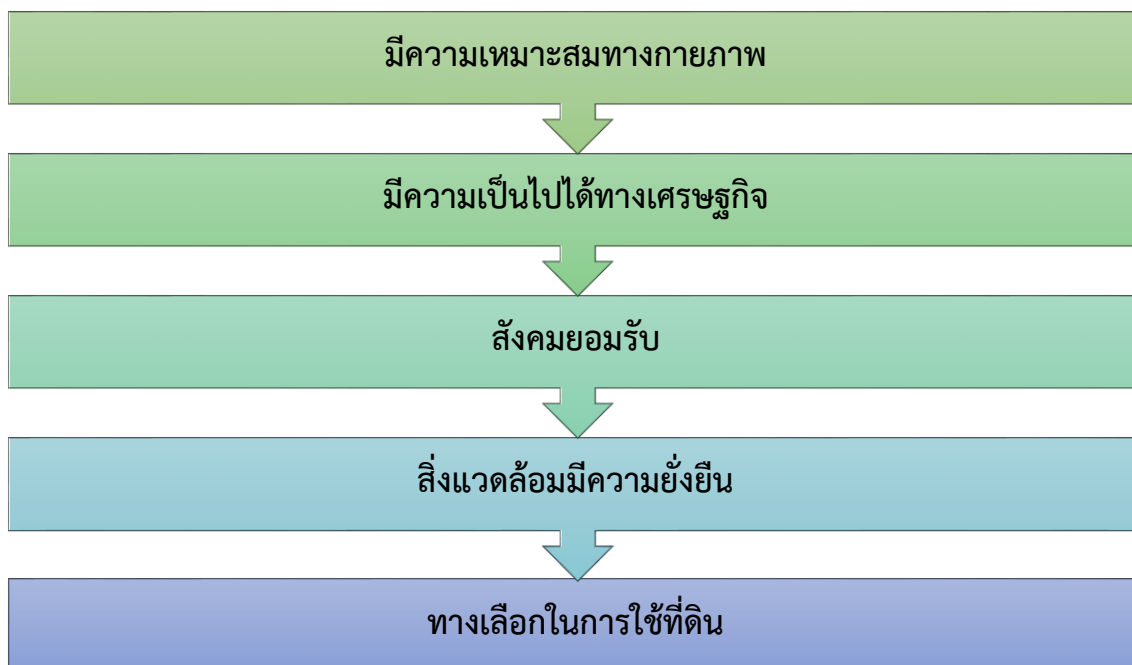 มีความเหมาะสมทางกายภาพ
มีความเป็นไปได้ทางเศรษฐกิจ
สังคมยอมรับ
สิ่งแวดล้อมมีความยั่งยืน
ทางเลือกในการใช้ที่ดิน